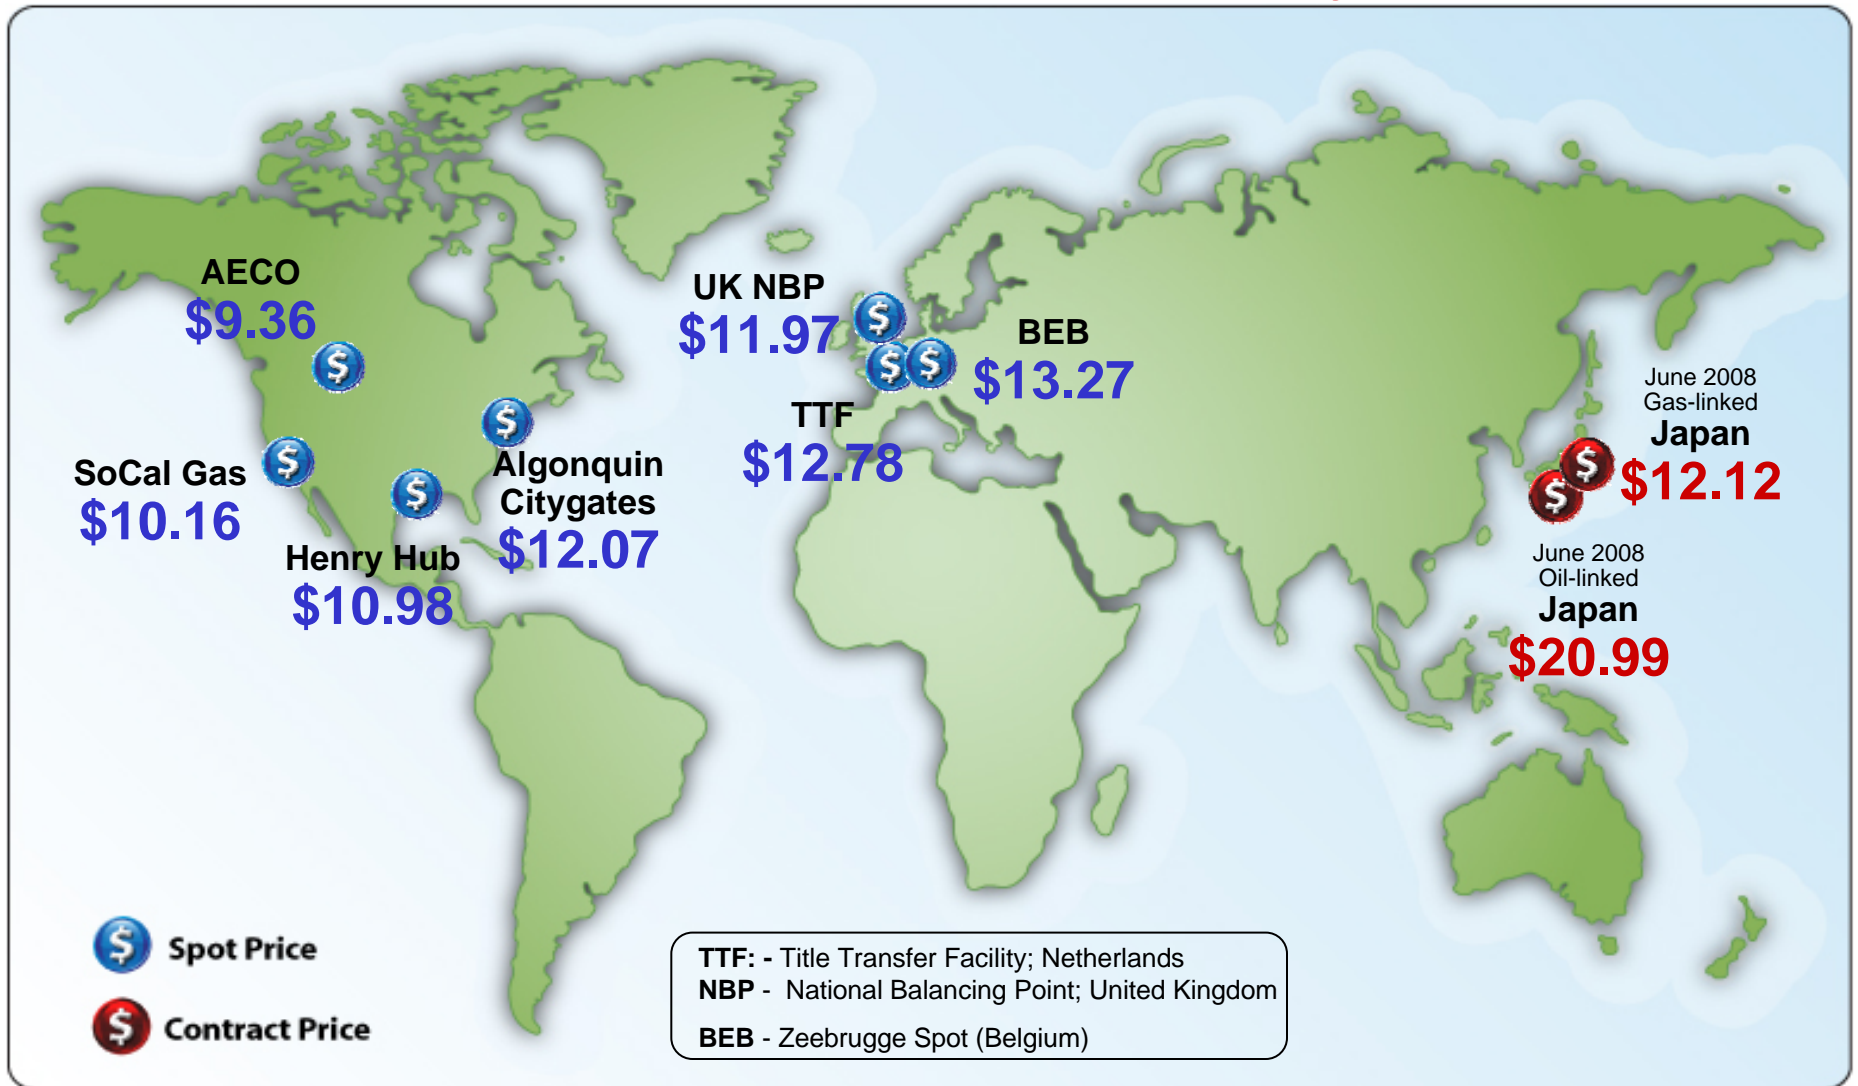 AECO
$9.36
UK NBP
$11.97
BEB
$13.27
June 2008
Gas-linked
Japan
$12.12
TTF
$12.78
SoCal Gas
$10.16
Algonquin
Citygates
$12.07
Henry Hub
$10.98
June 2008
Oil-linked
Japan
$20.99
$ Spot Price
$ Contract Price
TTF: - Title Transfer Facility; Netherlands
NBP - National Balancing Point; United Kingdom
BEB - Zeebrugge Spot (Belgium)